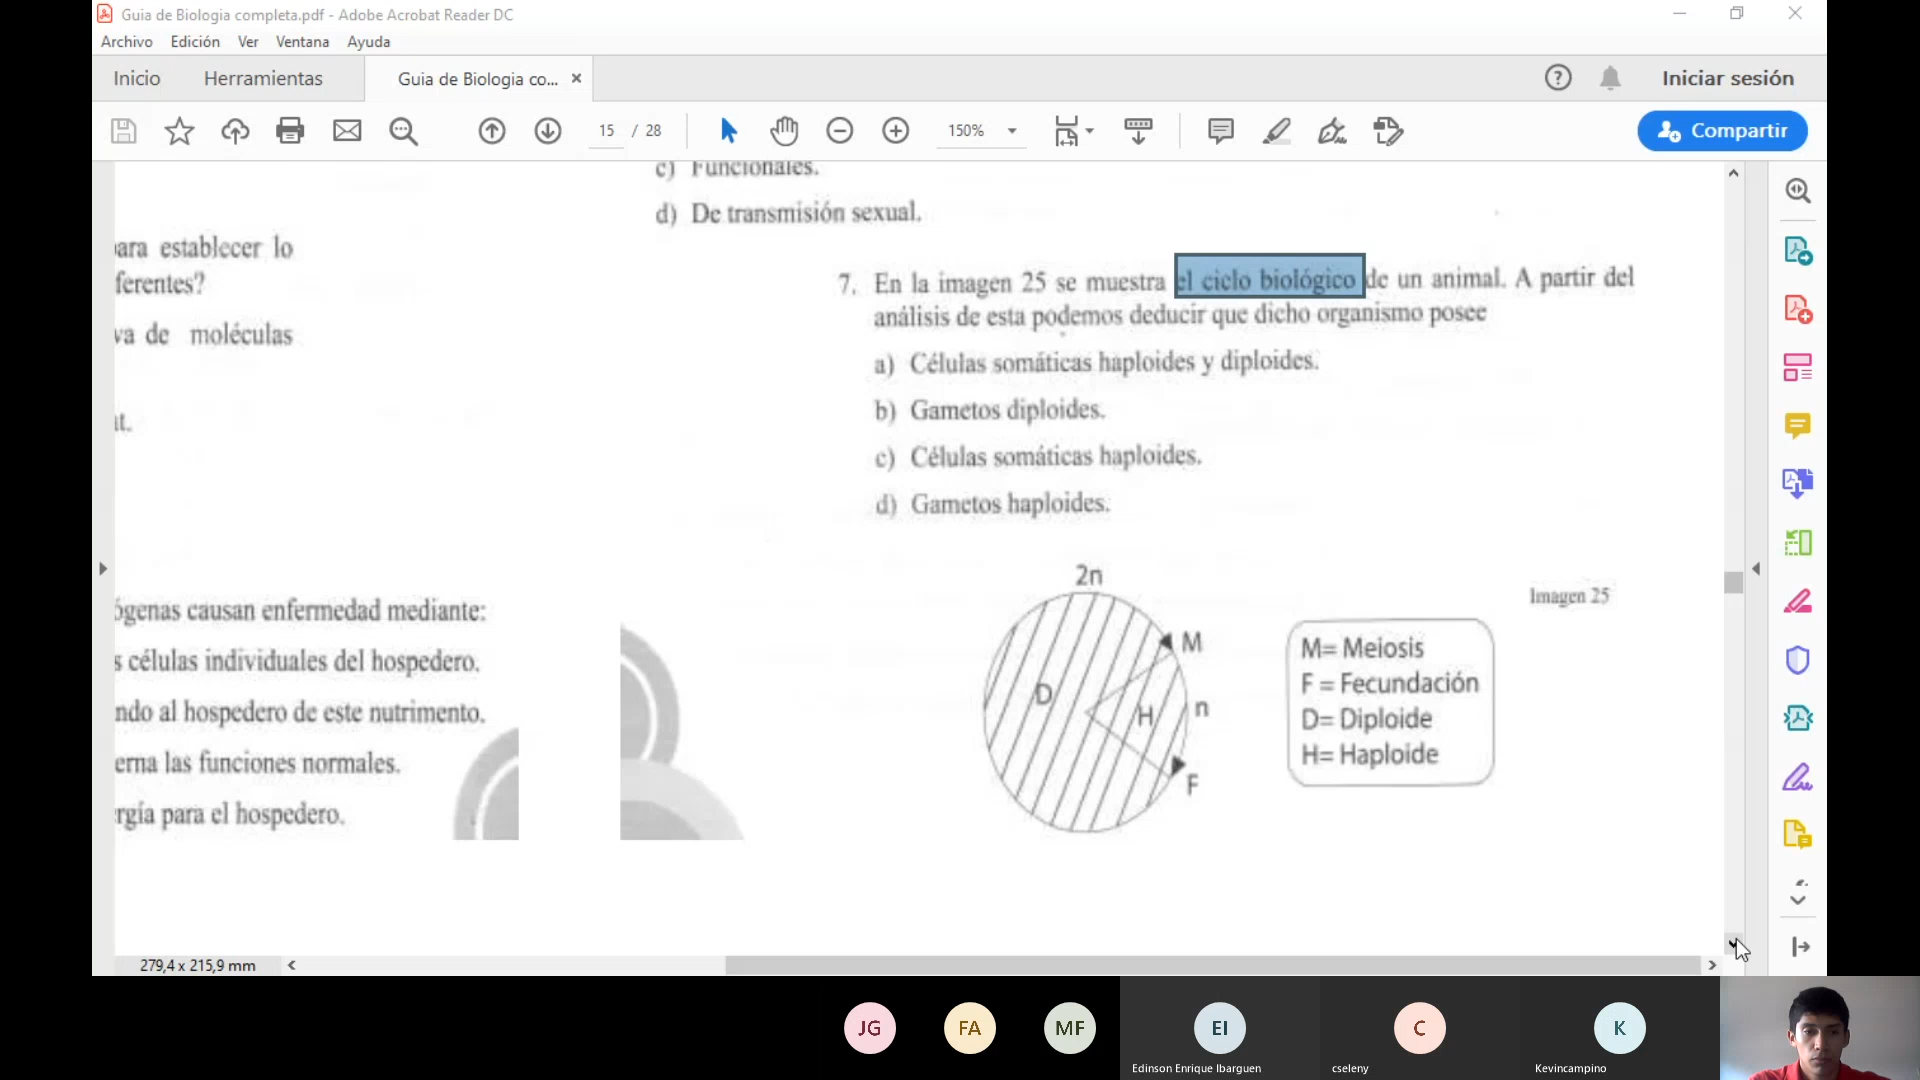 Guia de Biologia completa.pdf - Adobe Acrobat Reader DC
Archivo Edición Ver Ventana Ayuda
Inicio Herramientas Guia de Biologia co... ×
Iniciar sesión
15 / 28 150%
Compartir
c) Funcionales.
d) De transmisión sexual.
para establecer lo
ferentes?
va de moléculas
ógenas causan enfermedad mediante:
s células individuales del hospedero.
ndo al hospedero de este nutrimento.
erna las funciones normales.
rgía para el hospedero.
7. En la imagen 25 se muestra el ciclo biológico de un animal. A partir del
análisis de esta podemos deducir que dicho organismo posee
a) Células somáticas haploides y diploides.
b) Gametos diploides.
c) Células somáticas haploides.
d) Gametos haploides.
2n
M
D
H
n
F
Imagen 25
M= Meiosis
F = Fecundación
D= Diploide
H= Haploide
279,4 x 215,9 mm
JG FA MF EI C K
Edinson Enrique Ibarguen cseleny Kevincampino